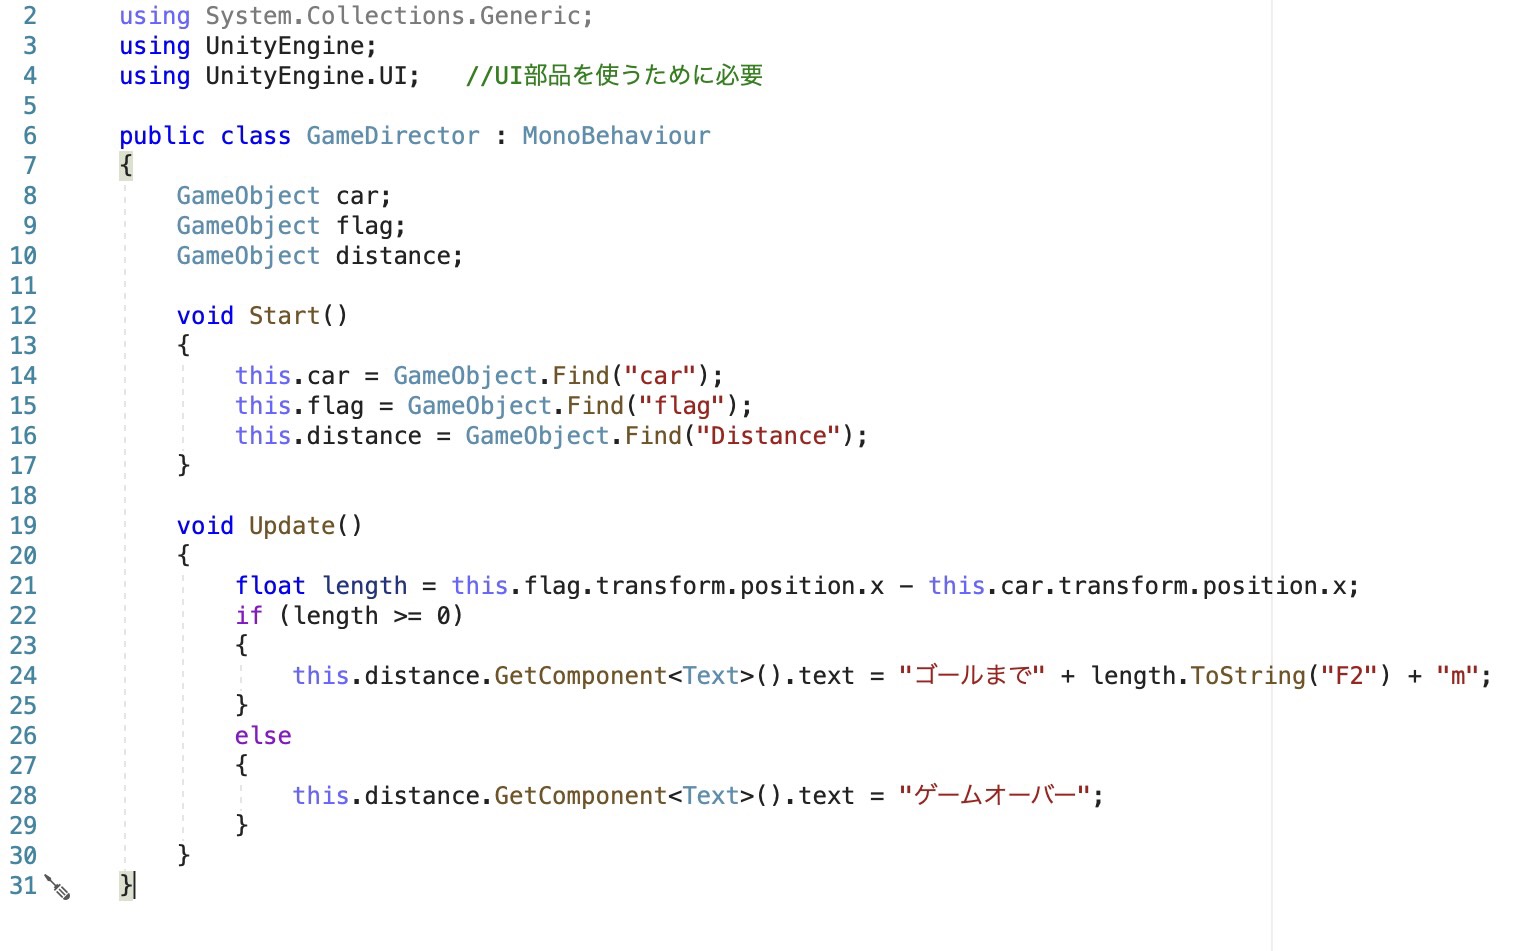 2 using System.Collections.Generic;
3 using UnityEngine;
4 using UnityEngine.UI;   //UI部品を使うために必要
5
6 public class GameDirector : MonoBehaviour
7 {
8     GameObject car;
9     GameObject flag;
10     GameObject distance;
11
12     void Start()
13     {
14         this.car = GameObject.Find("car");
15         this.flag = GameObject.Find("flag");
16         this.distance = GameObject.Find("Distance");
17     }
18
19     void Update()
20     {
21         float length = this.flag.transform.position.x - this.car.transform.position.x;
22         if (length >= 0)
23         {
24             this.distance.GetComponent<Text>().text = "ゴールまで" + length.ToString("F2") + "m";
25         }
26         else
27         {
28             this.distance.GetComponent<Text>().text = "ゲームオーバー";
29         }
30     }
31 }